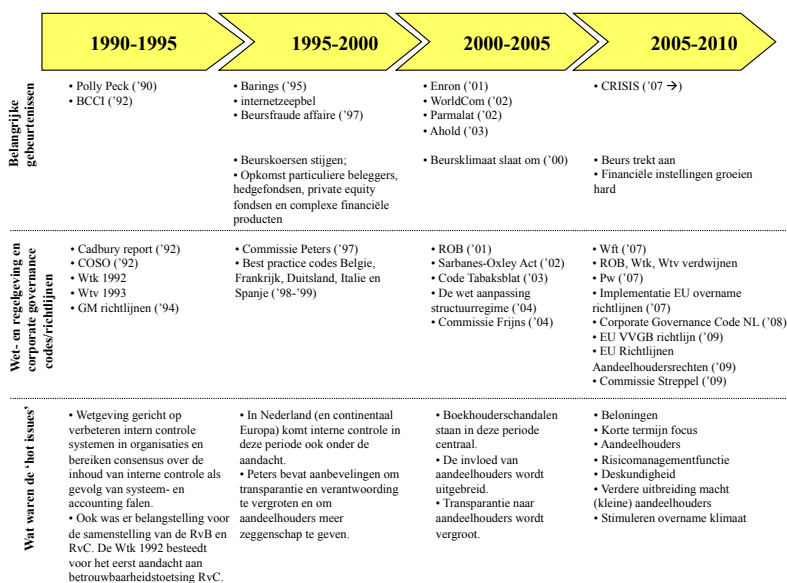 1990-1995
1995-2000
2000-2005
2005-2010
Belangrijke
gebeurtenissen
• Polly Peck ('90)
• BCCI ('92)
• Barings ('95)
• internetzeepbel
• Beursfraude affaire ('97)
• Beurskoersen stijgen;
• Opkomst particuliere beleggers,
hedgefondsen, private equity
fondsen en complexe financiële
producten
• Enron ('01)
• WorldCom ('02)
• Parmalat ('02)
• Ahold ('03)
• Beursklimaat slaat om ('00)
• CRISIS ('07 →)
• Beurs trekt aan
• Financiële instellingen groeien
hard
Wet- en regelgeving en
corporate governance
codes/richtlijnen
• Cadbury report ('92)
• COSO ('92)
• Wtk 1992
• Wtv 1993
• GM richtlijnen ('94)
• Commissie Peters ('97)
• Best practice codes Belgie,
Frankrijk, Duitsland, Italie en
Spanje ('98-'99)
• ROB ('01)
• Sarbanes-Oxley Act ('02)
• Code Tabaksblat ('03)
• De wet aanpassing
structuurregime ('04)
• Commissie Frijns ('04)
• Wft ('07)
• ROB, Wtk, Wtv verdwijnen
• Pw ('07)
• Implementatie EU overname
richtlijnen ('07)
• Corporate Governance Code NL ('08)
• EU VVGB richtlijn ('09)
• EU Richtlijnen
Aandeelhoudersrechten ('09)
• Commissie Streppel ('09)
Wat waren de 'hot issues'
• Wetgeving gericht op
verbeteren intern controle
systemen in organisaties en
bereiken consensus over de
inhoud van interne controle als
gevolg van systeem- en
accounting falen.
• Ook was er belangstelling voor
de samenstelling van de RvB en
RvC. De Wtk 1992 besteedt
voor het eerst aandacht aan
betrouwbaarheidstoetsing RvC.
• In Nederland (en continentaal
Europa) komt interne controle in
deze periode ook onder de
aandacht.
• Peters bevat aanbevelingen om
transparantie en verantwoording
te vergroten en om
aandeelhouders meer
zeggenschap te geven.
• Boekhouderschandalen
staan in deze periode
centraal.
• De invloed van
aandeelhouders wordt
uitgebreid.
• Transparantie naar
aandeelhouders wordt
vergroot.
• Beloningen
• Korte termijn focus
• Aandeelhouders
• Risicomanagementfunctie
• Deskundigheid
• Verdere uitbreiding macht
(kleine) aandeelhouders
• Stimuleren overname klimaat